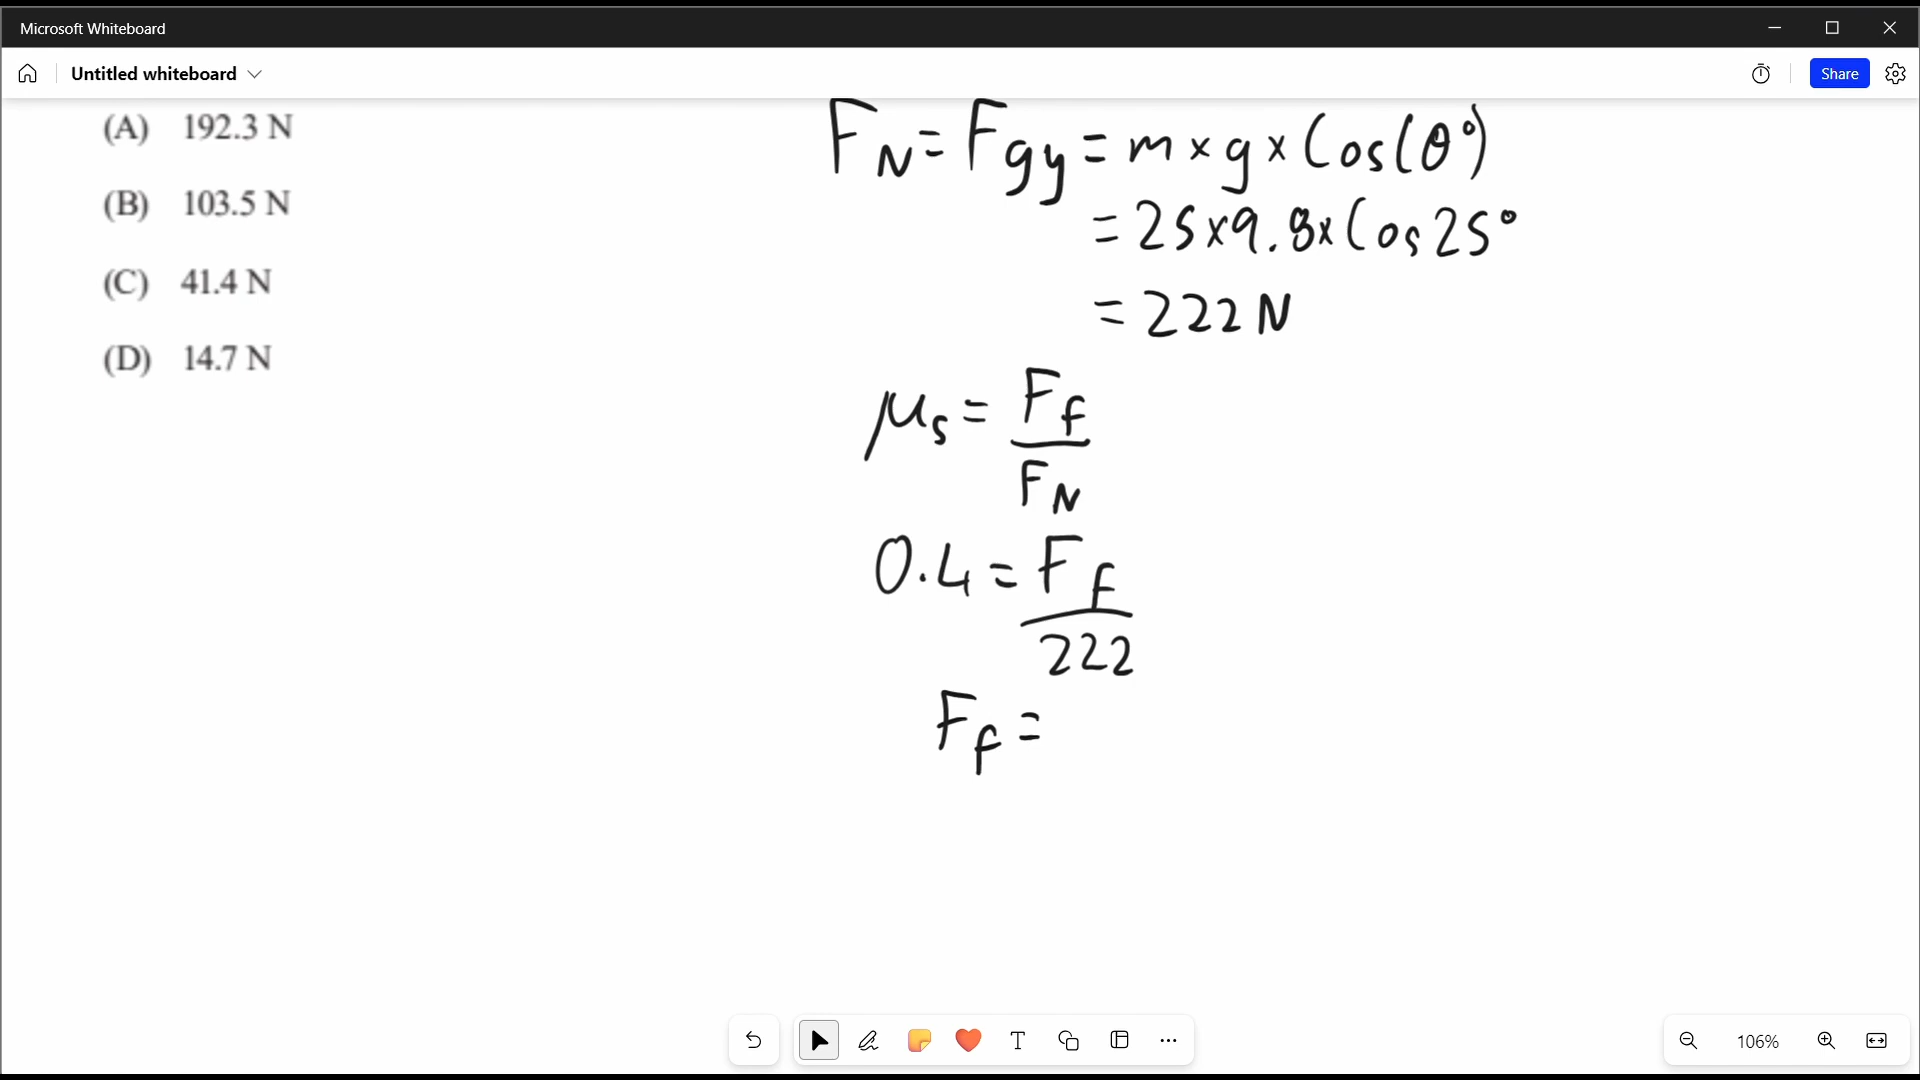 Microsoft Whiteboard
Untitled whiteboard
Share
(A) 192.3 N
(B) 103.5 N
(C) 41.4 N
(D) 14.7 N
FN = Fgy = m × g × Cos(θ°)
= 25 × 9.8 × Cos 25°
= 222 N
μs = Ff
FN
0.4 = Ff
222
Ff =
106%